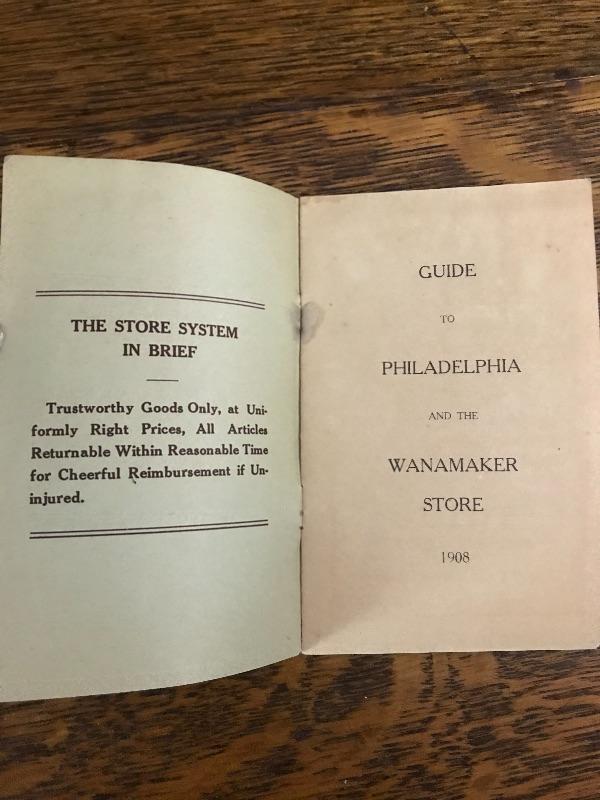 THE STORE SYSTEM
IN BRIEF
Trustworthy Goods Only, at Uni-
formly Right Prices, All Articles
Returnable Within Reasonable Time
for Cheerful Reimbursement if Un-
injured.
GUIDE
TO
PHILADELPHIA
AND THE
WANAMAKER
STORE
1908